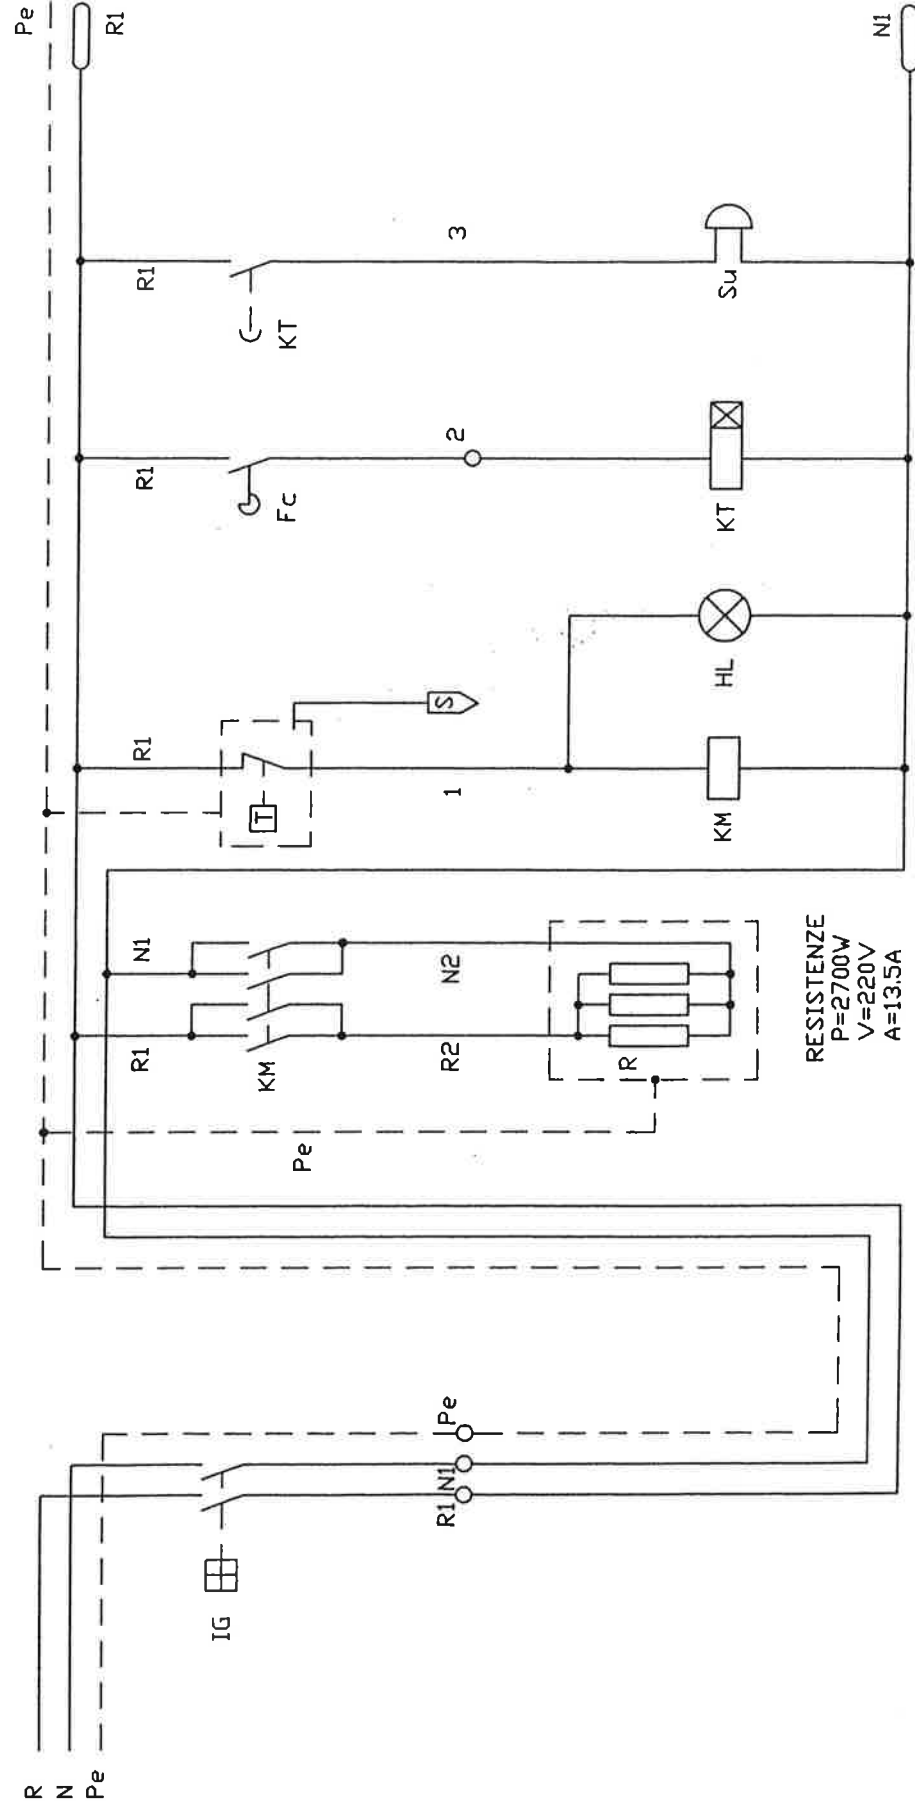 R
N
Pe
IG
R1
N1
Pe
Pe
R1
N1
KM
R2
N2
R
RESISTENZE
P=2700W
V=220V
A=13.5A
R1
T
S
1
KM
HL
R1
Fc
2
KT
R1
KT
3
Su
Pe
R1
N1